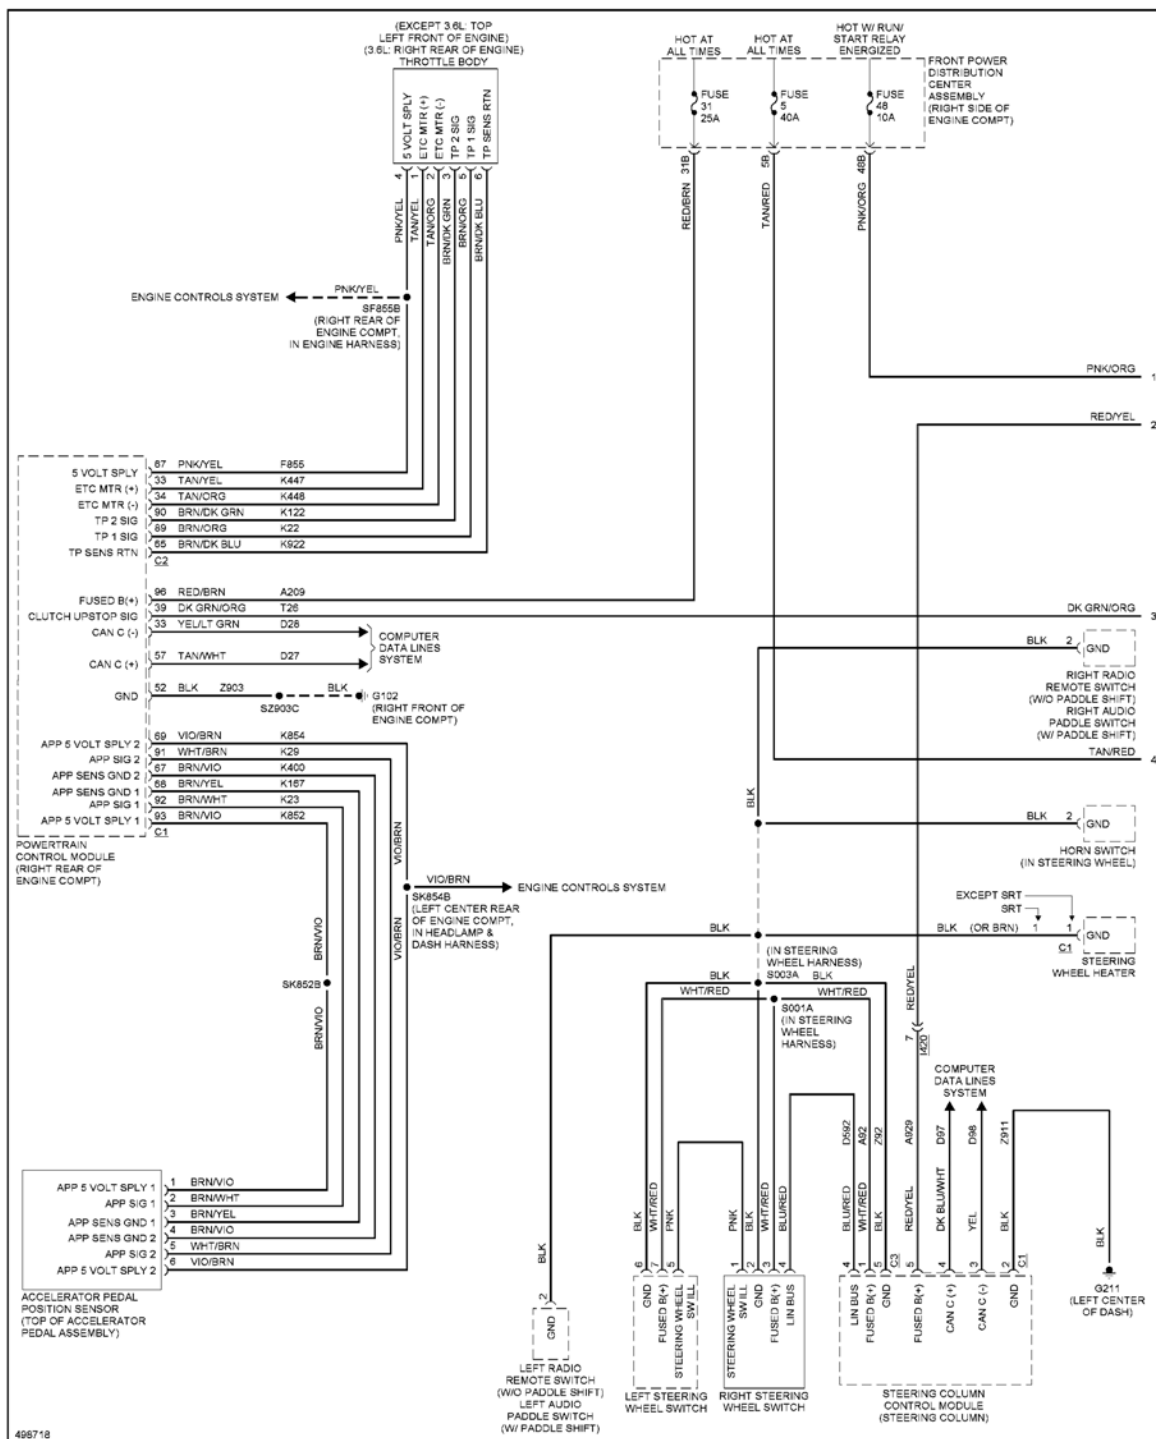 (EXCEPT 3.6L: TOP
LEFT FRONT OF ENGINE)
(3.6L: RIGHT REAR OF ENGINE)
THROTTLE BODY
5 VOLT SPLY
ETC MTR (+)
ETC MTR (-)
TP 2 SIG
TP 1 SIG
TP SENS RTN
4
1
2
3
5
6
PNK/YEL
TAN/YEL
TAN/ORG
BRN/DK GRN
BRN/ORG
BRN/DK BLU
HOT AT
ALL TIMES
HOT AT
ALL TIMES
HOT W/ RUN/
START RELAY
ENERGIZED
FUSE
31
25A
FUSE
5
40A
FUSE
48
10A
FRONT POWER
DISTRIBUTION
CENTER
ASSEMBLY
(RIGHT SIDE OF
ENGINE COMPT)
31B
5B
48B
RED/BRN
TAN/RED
PNK/ORG
ENGINE CONTROLS SYSTEM
PNK/YEL
SF855B
(RIGHT REAR OF
ENGINE COMPT,
IN ENGINE HARNESS)
PNK/ORG 1
RED/YEL 2
5 VOLT SPLY 67 PNK/YEL F855
ETC MTR (+) 33 TAN/YEL K447
ETC MTR (-) 34 TAN/ORG K448
TP 2 SIG 90 BRN/DK GRN K122
TP 1 SIG 89 BRN/ORG K22
TP SENS RTN 65 BRN/DK BLU K922
C2
FUSED B(+) 96 RED/BRN A209
CLUTCH UPSTOP SIG 39 DK GRN/ORG T26
DK GRN/ORG 3
CAN C (-) 33 YEL/LT GRN D28
CAN C (+) 57 TAN/WHT D27
COMPUTER
DATA LINES
SYSTEM
GND 52 BLK Z903
SZ903C
BLK
G102
(RIGHT FRONT OF
ENGINE COMPT)
APP 5 VOLT SPLY 2 69 VIO/BRN K854
APP SIG 2 91 WHT/BRN K29
APP SENS GND 2 67 BRN/VIO K400
APP SENS GND 1 68 BRN/YEL K167
APP SIG 1 92 BRN/WHT K23
APP 5 VOLT SPLY 1 93 BRN/VIO K852
C1
POWERTRAIN
CONTROL MODULE
(RIGHT REAR OF
ENGINE COMPT)
BLK 2 GND
RIGHT RADIO
REMOTE SWITCH
(W/O PADDLE SHIFT)
RIGHT AUDIO
PADDLE SWITCH
(W/ PADDLE SHIFT)
TAN/RED 4
BLK
BLK 2 GND
HORN SWITCH
(IN STEERING WHEEL)
VIO/BRN
VIO/BRN
ENGINE CONTROLS SYSTEM
SK854B
(LEFT CENTER REAR
OF ENGINE COMPT,
IN HEADLAMP &
DASH HARNESS)
VIO/BRN
EXCEPT SRT
SRT
BLK
BLK (OR BRN) 1 1 GND
C1
STEERING
WHEEL HEATER
(IN STEERING
WHEEL HARNESS)
BLK
S003A
BLK
WHT/RED
WHT/RED
S001A
(IN STEERING
WHEEL
HARNESS)
BRN/VIO
SK852B
BRN/VIO
RED/YEL
7
I420
COMPUTER
DATA LINES
SYSTEM
D592
A92
Z92
A929
D97
D98
Z911
APP 5 VOLT SPLY 1 1 BRN/VIO
APP SIG 1 2 BRN/WHT
APP SENS GND 1 3 BRN/YEL
APP SENS GND 2 4 BRN/VIO
APP SIG 2 5 WHT/BRN
APP 5 VOLT SPLY 2 6 VIO/BRN
ACCELERATOR PEDAL
POSITION SENSOR
(TOP OF ACCELERATOR
PEDAL ASSEMBLY)
BLK
2
GND
LEFT RADIO
REMOTE SWITCH
(W/O PADDLE SHIFT)
LEFT AUDIO
PADDLE SWITCH
(W/ PADDLE SHIFT)
BLK
WHT/RED
PNK
6
7
5
GND
FUSED B(+)
STEERING WHEEL
SW ILL
LEFT STEERING
WHEEL SWITCH
PNK
BLK
WHT/RED
BLU/RED
1
2
3
4
STEERING WHEEL
SW ILL
GND
FUSED B(+)
LIN BUS
RIGHT STEERING
WHEEL SWITCH
BLU/RED
WHT/RED
BLK
RED/YEL
DK BLU/WHT
YEL
BLK
4
1
5
C3
5
4
3
2
C1
LIN BUS
FUSED B(+)
GND
FUSED B(+)
CAN C (+)
CAN C (-)
GND
STEERING COLUMN
CONTROL MODULE
(STEERING COLUMN)
BLK
G211
(LEFT CENTER
OF DASH)
498718